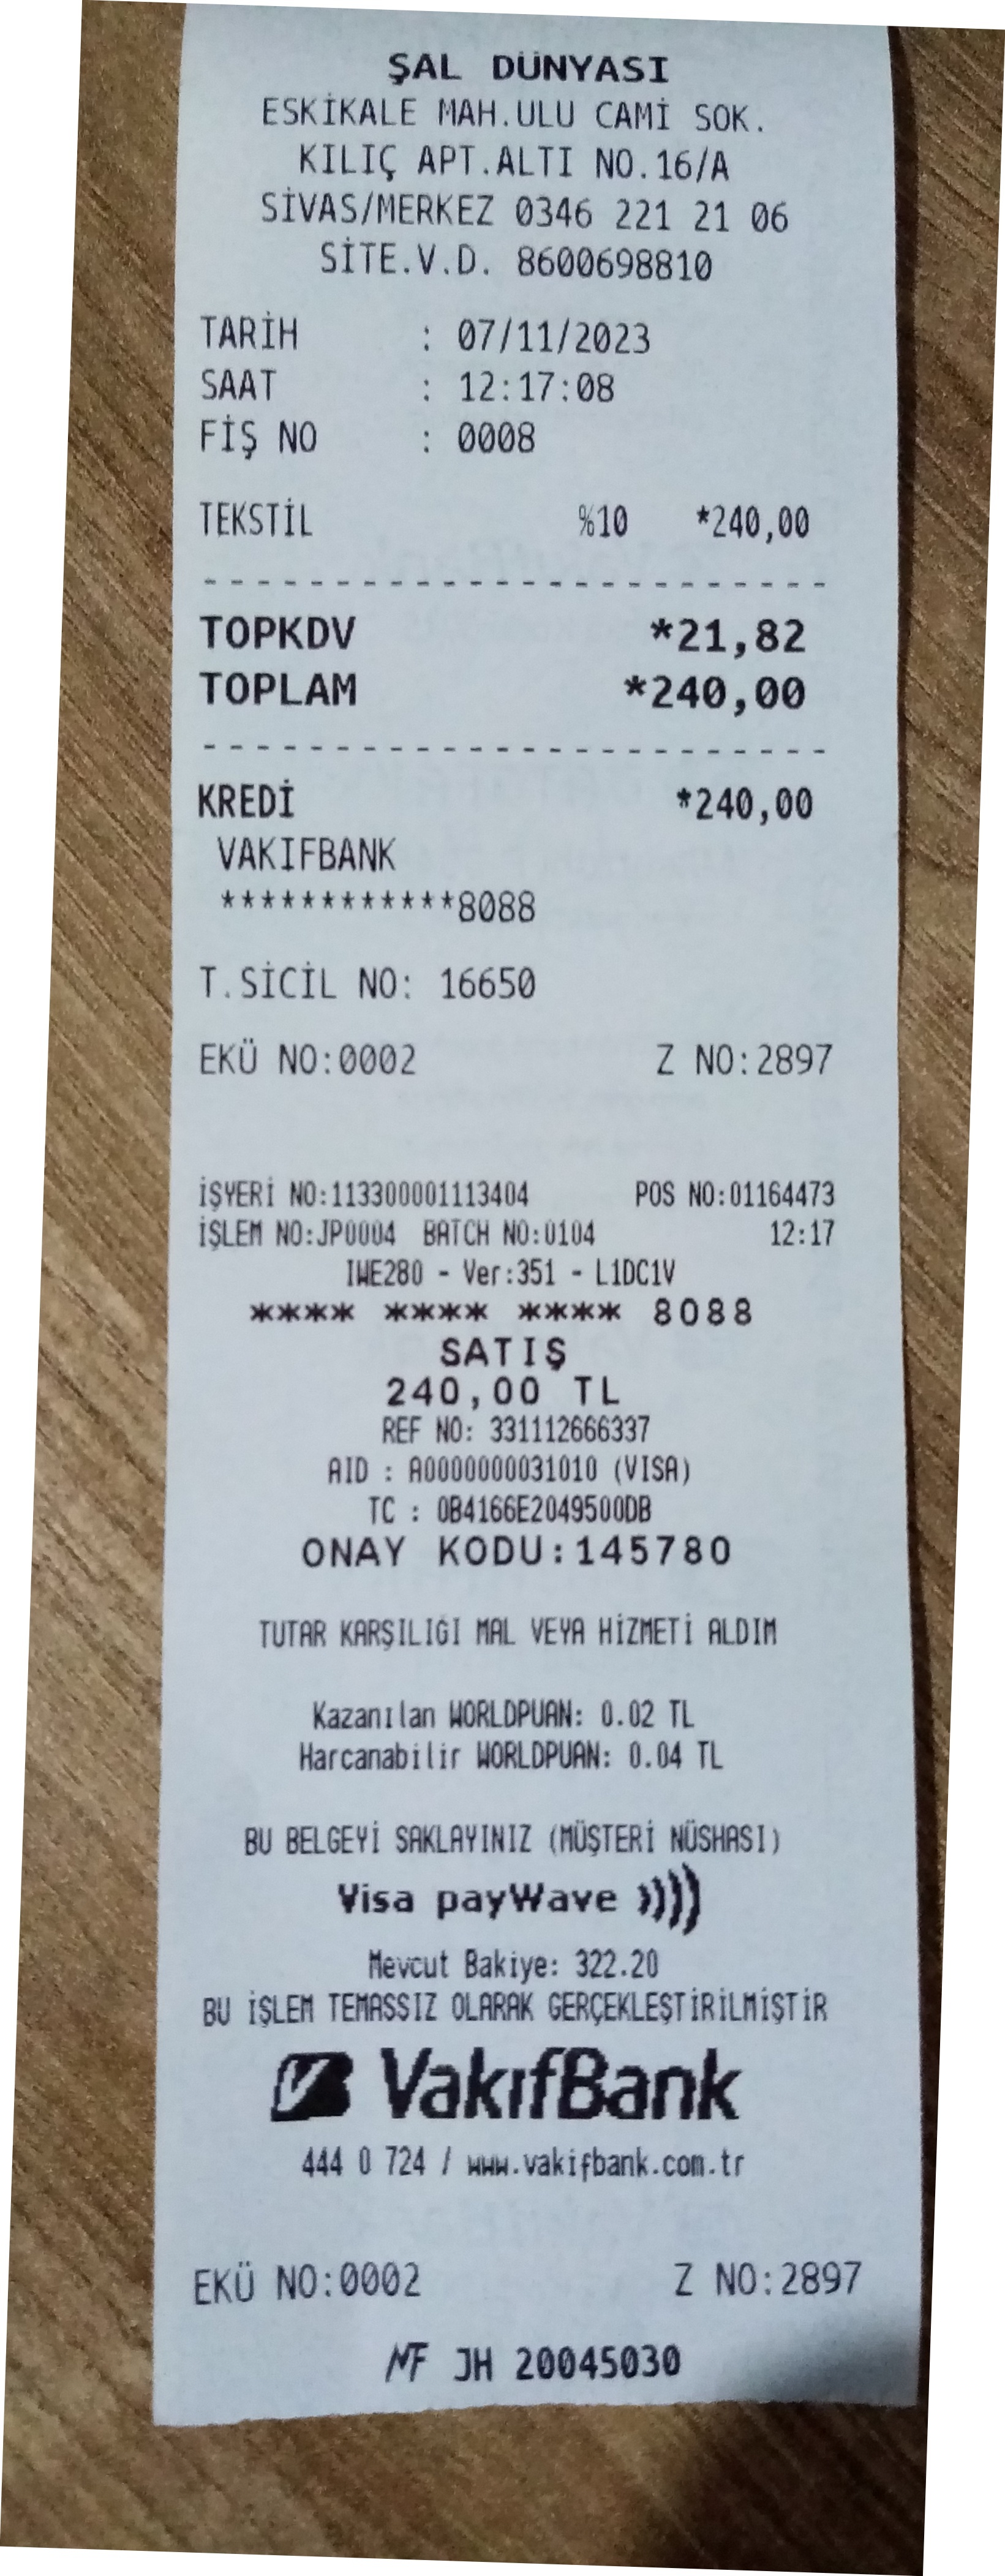 ŞAL DÜNYASI
ESKİKALE MAH.ULU CAMİ SOK.
KILIÇ APT.ALTI NO.16/A
SİVAS/MERKEZ 0346 221 21 06
SİTE.V.D. 8600698810
TARİH : 07/11/2023
SAAT : 12:17:08
FİŞ NO : 0008
TEKSTİL %10 *240,00
TOPKDV *21,82
TOPLAM *240,00
KREDİ *240,00
VAKIFBANK
************8088
T.SİCİL NO: 16650
EKÜ NO:0002 Z NO:2897
İŞYERİ NO:113300001113404 POS NO:01164473
İŞLEM NO:JP0004 BATCH NO:0104 12:17
IWE280 - Ver:351 - L1DC1V
**** **** **** 8088
SATIŞ
240,00 TL
REF NO: 331112666337
AID : A0000000031010 (VISA)
TC : 0B4166E2049500DB
ONAY KODU:145780
TUTAR KARŞILIĞI MAL VEYA HİZMETİ ALDIM
Kazanılan WORLDPUAN: 0.02 TL
Harcanabilir WORLDPUAN: 0.04 TL
BU BELGEYİ SAKLAYINIZ (MÜŞTERİ NÜSHASI)
Visa payWave
Mevcut Bakiye: 322.20
BU İŞLEM TEMASSIZ OLARAK GERÇEKLEŞTİRİLMİŞTİR
VakıfBank
444 0 724 / www.vakifbank.com.tr
EKÜ NO:0002 Z NO:2897
MF JH 20045030